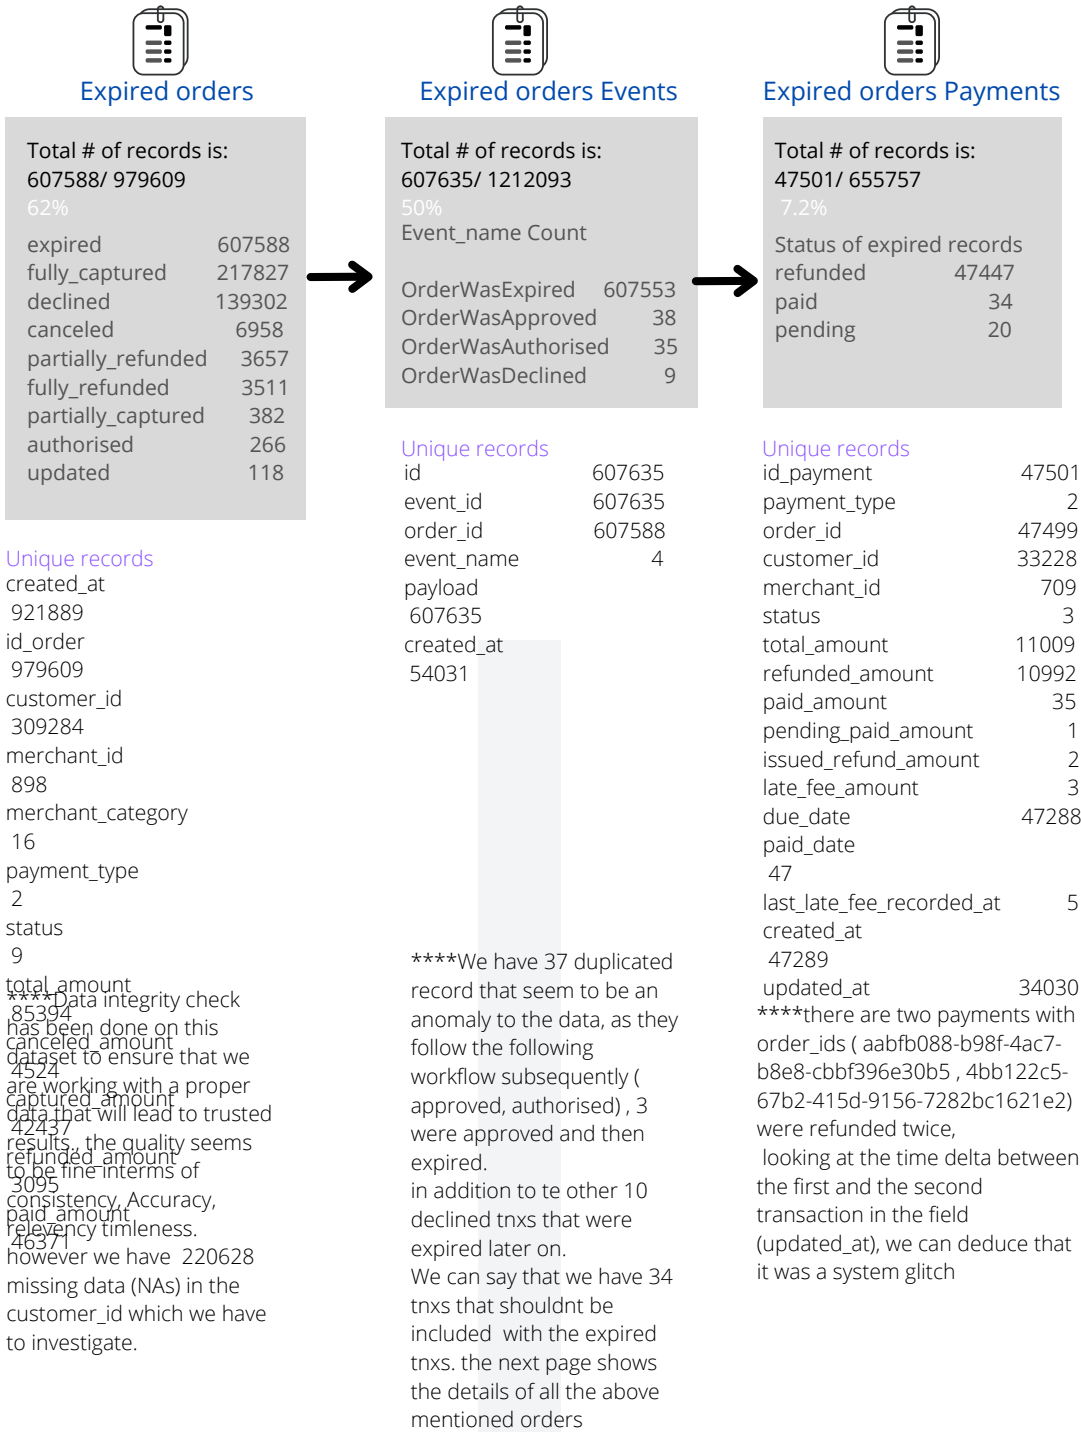 Expired orders
Total # of records is:
607588/ 979609
62%
expired 607588
fully_captured 217827
declined 139302
canceled 6958
partially_refunded 3657
fully_refunded 3511
partially_captured 382
authorised 266
updated 118
Unique records
created_at
921889
id_order
979609
customer_id
309284
merchant_id
898
merchant_category
16
payment_type
2
status
9
total_amount
85394
canceled_amount
4524
captured_amount
42437
refunded_amount
3095
paid_amount
46371
****Data integrity check
has been done on this
dataset to ensure that we
are working with a proper
data that will lead to trusted
results., the quality seems
to be fine interms of
consistency, Accuracy,
relevency timleness.
however we have 220628
missing data (NAs) in the
customer_id which we have
to investigate.
Expired orders Events
Total # of records is:
607635/ 1212093
50%
Event_name Count
OrderWasExpired 607553
OrderWasApproved 38
OrderWasAuthorised 35
OrderWasDeclined 9
Unique records
id 607635
event_id 607635
order_id 607588
event_name 4
payload
607635
created_at
54031
****We have 37 duplicated
record that seem to be an
anomaly to the data, as they
follow the following
workflow subsequently (
approved, authorised) , 3
were approved and then
expired.
in addition to te other 10
declined tnxs that were
expired later on.
We can say that we have 34
tnxs that shouldnt be
included with the expired
tnxs. the next page shows
the details of all the above
mentioned orders
Expired orders Payments
Total # of records is:
47501/ 655757
7.2%
Status of expired records
refunded 47447
paid 34
pending 20
Unique records
id_payment 47501
payment_type 2
order_id 47499
customer_id 33228
merchant_id 709
status 3
total_amount 11009
refunded_amount 10992
paid_amount 35
pending_paid_amount 1
issued_refund_amount 2
late_fee_amount 3
due_date 47288
paid_date
47
last_late_fee_recorded_at 5
created_at
47289
updated_at 34030
****there are two payments with
order_ids ( aabfb088-b98f-4ac7-
b8e8-cbbf396e30b5 , 4bb122c5-
67b2-415d-9156-7282bc1621e2)
were refunded twice,
looking at the time delta between
the first and the second
transaction in the field
(updated_at), we can deduce that
it was a system glitch